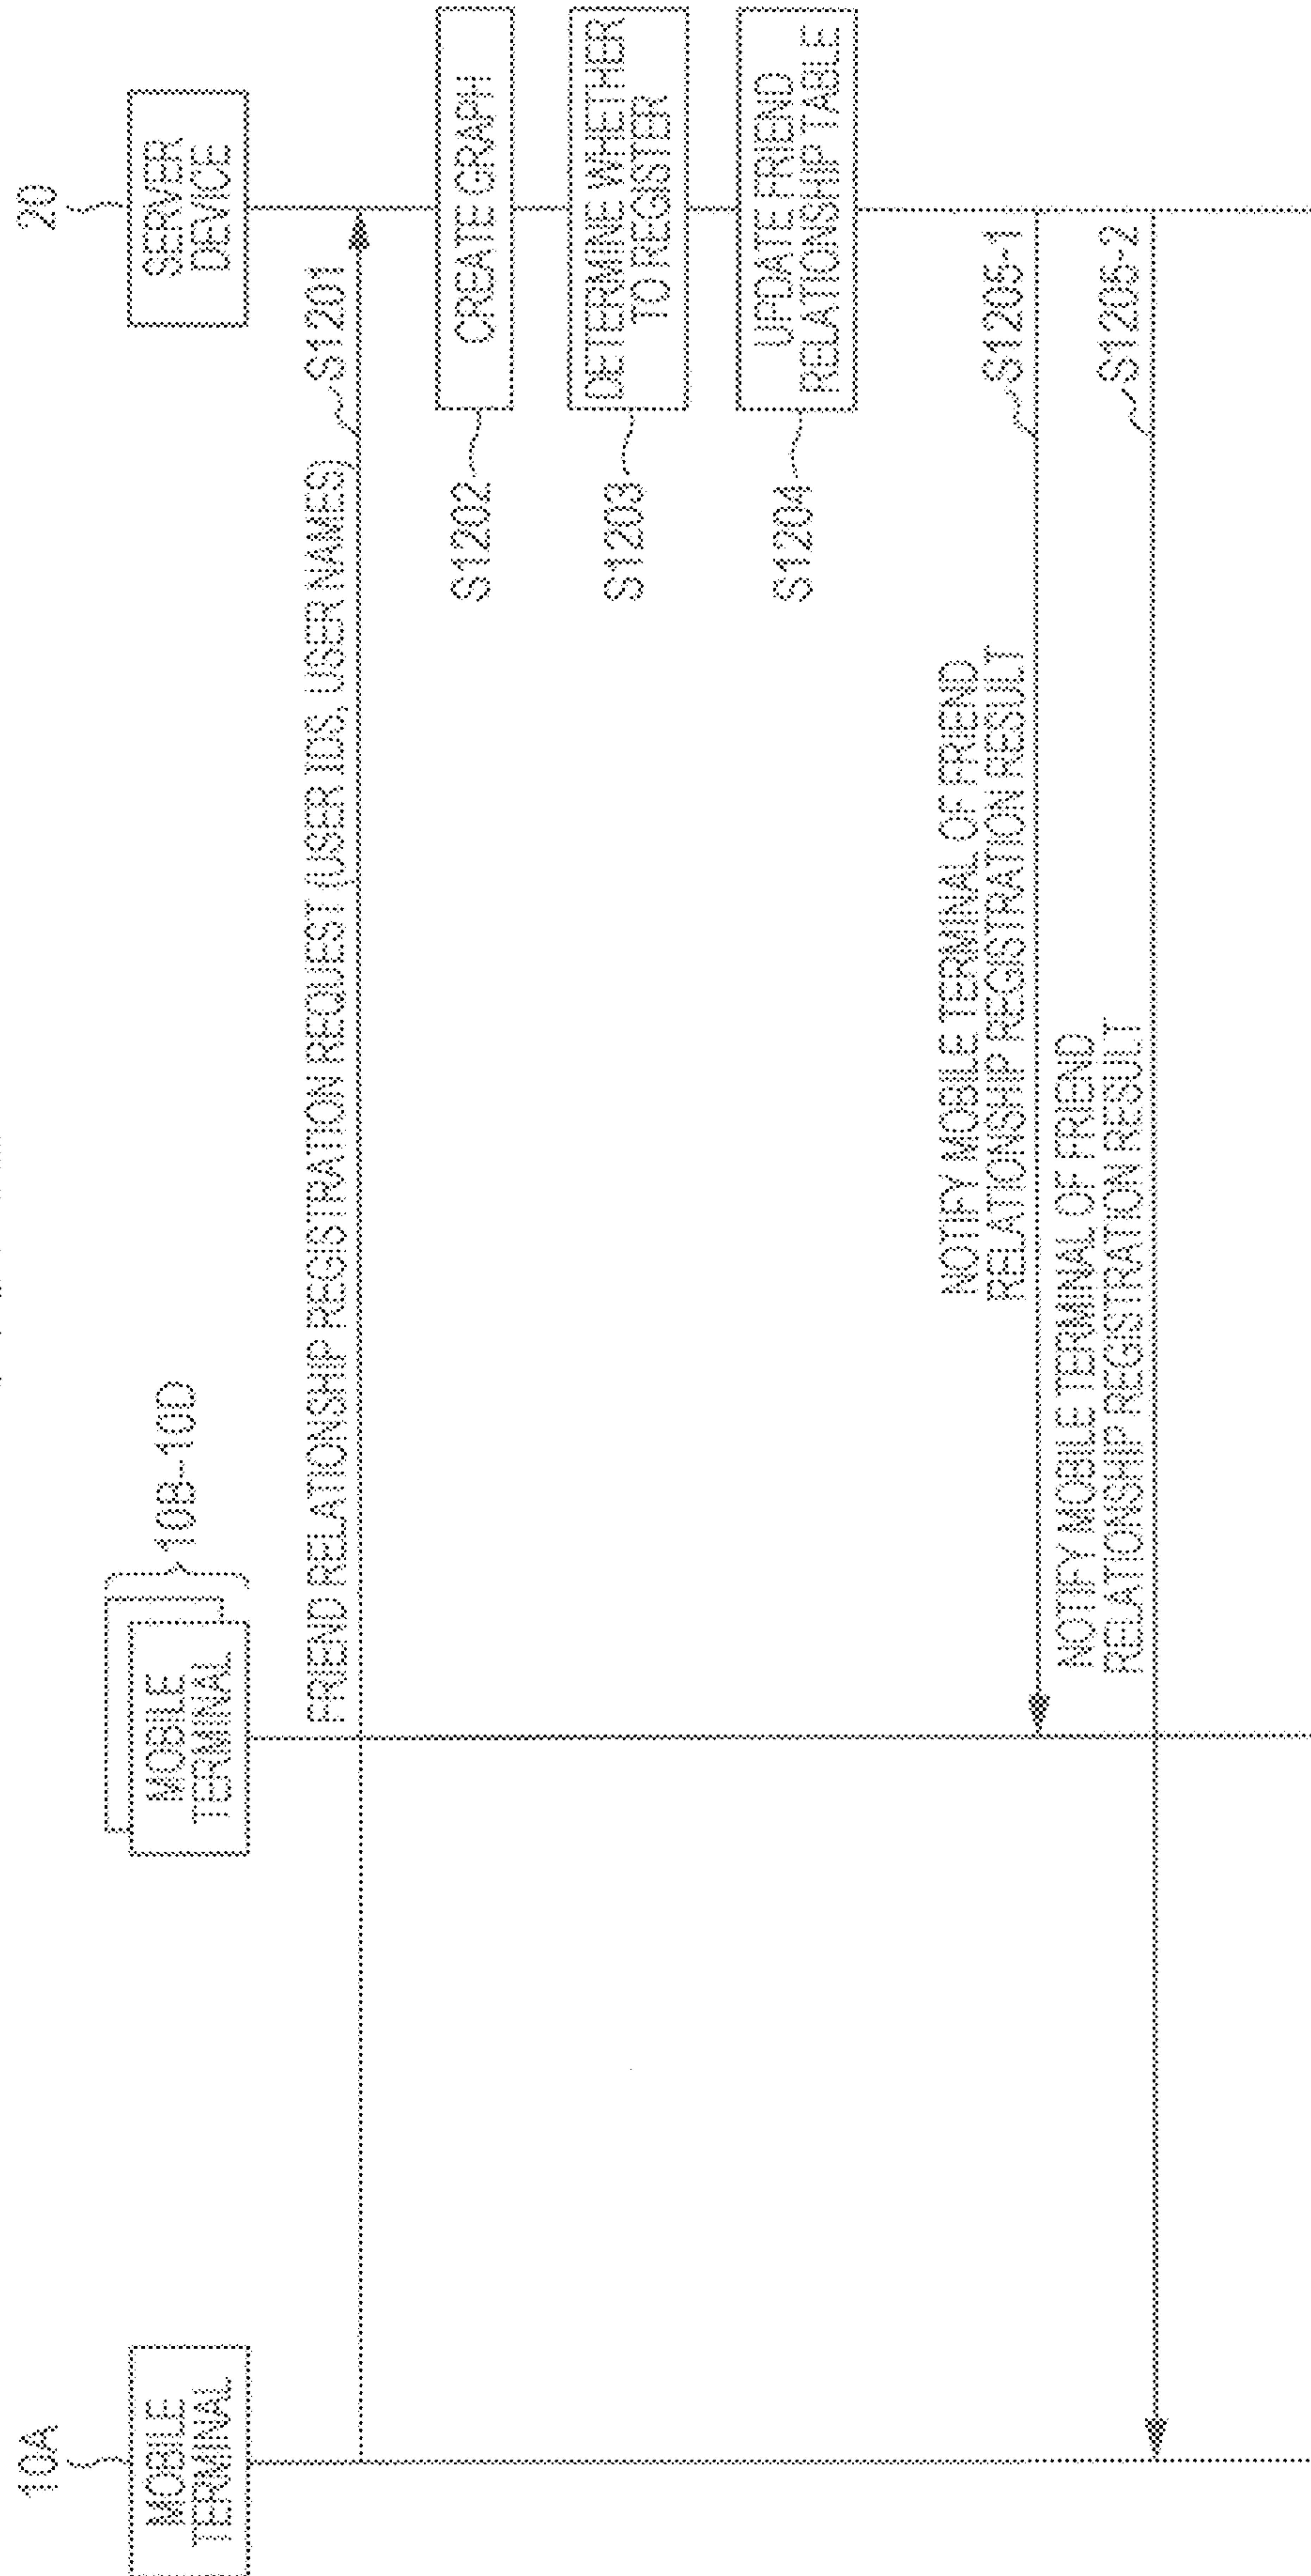 10A
MOBILE
TERMINAL
10B-10D
MOBILE
TERMINAL
20
SERVER
DEVICE
FRIEND RELATIONSHIP REGISTRATION REQUEST (USER IDS, USER NAMES)
S1201
S1202
CREATE GRAPH
S1203
DETERMINE WHETHER
TO REGISTER
S1204
UPDATE FRIEND
RELATIONSHIP TABLE
NOTIFY MOBILE TERMINAL OF FRIEND
RELATIONSHIP REGISTRATION RESULT
S1205-1
NOTIFY MOBILE TERMINAL OF FRIEND
RELATIONSHIP REGISTRATION RESULT
S1205-2